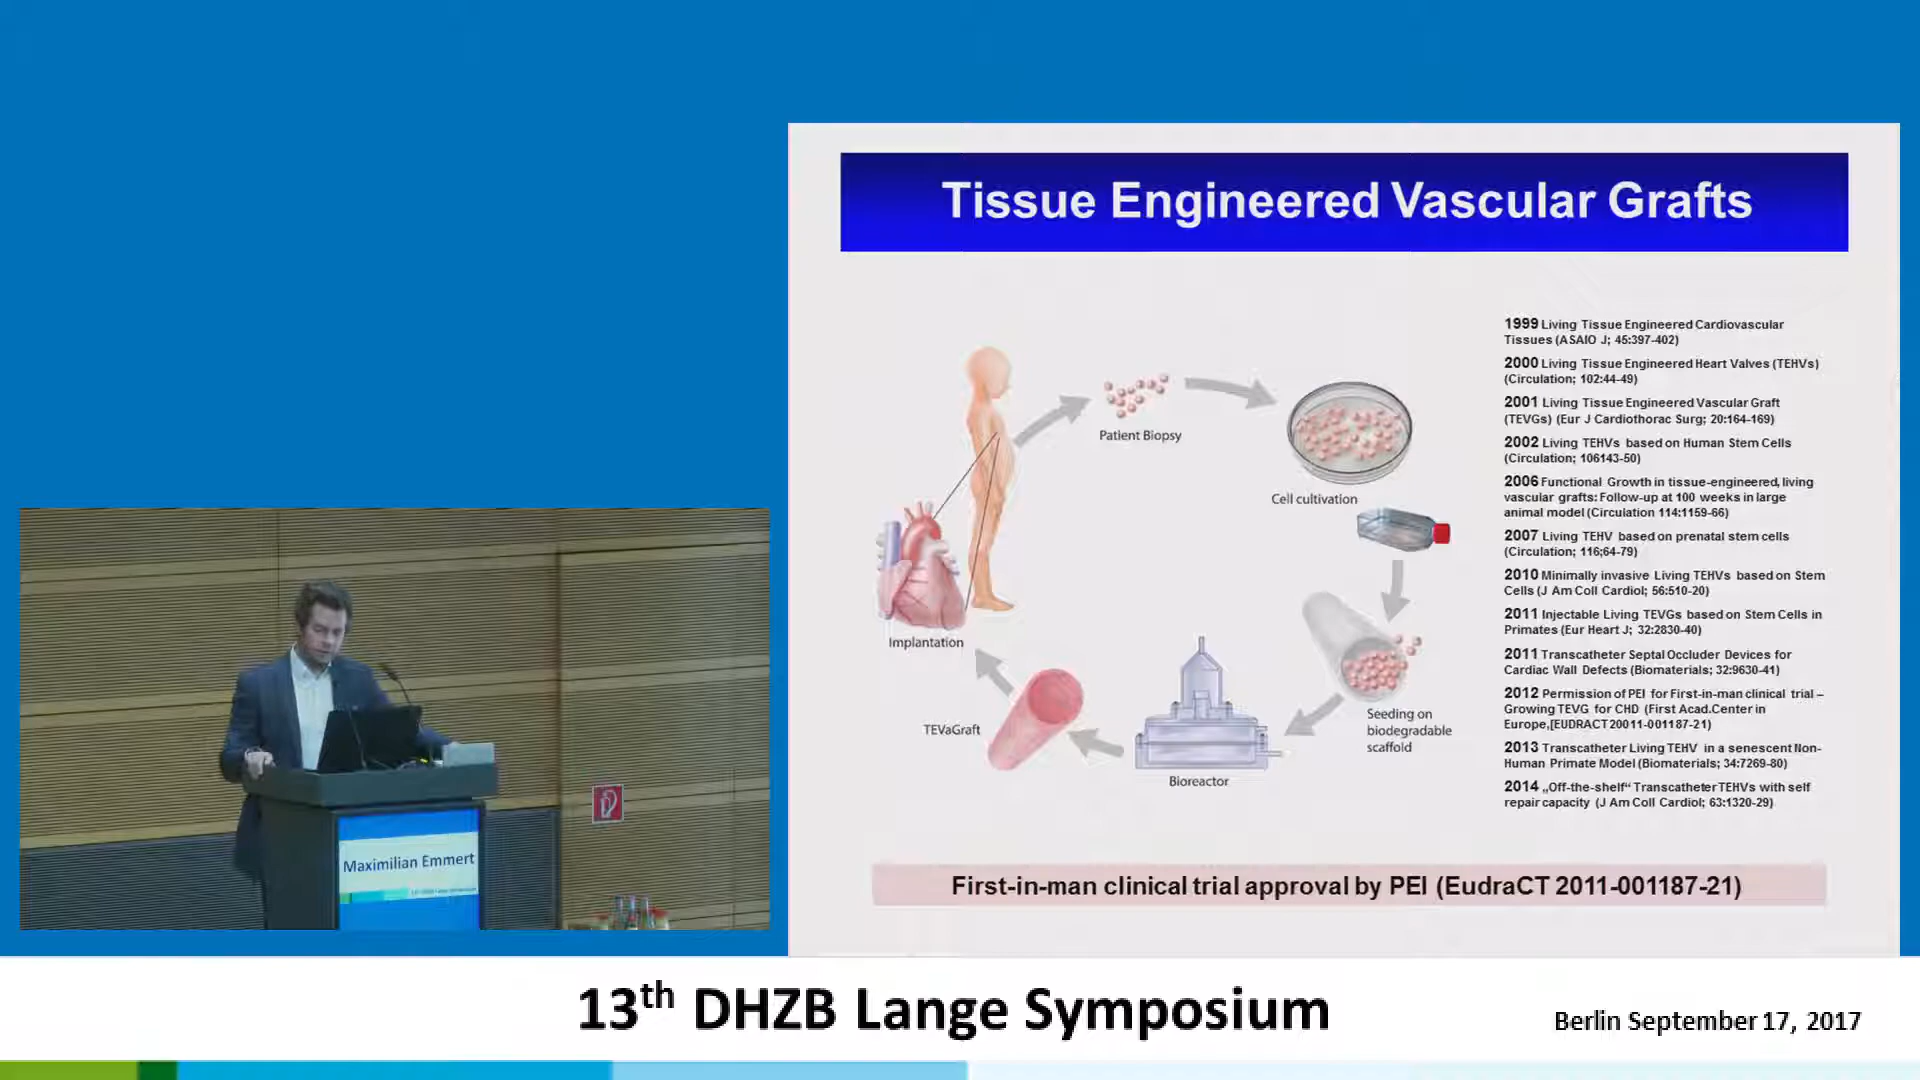 Tissue Engineered Vascular Grafts
Patient Biopsy
Cell cultivation
Seeding on
biodegradable
scaffold
Bioreactor
TEVaGraft
Implantation
1999 Living Tissue Engineered Cardiovascular
Tissues (ASAIO J; 45:397-402)
2000 Living Tissue Engineered Heart Valves (TEHVs)
(Circulation; 102:44-49)
2001 Living Tissue Engineered Vascular Graft
(TEVGs) (Eur J Cardiothorac Surg; 20:164-169)
2002 Living TEHVs based on Human Stem Cells
(Circulation; 106143-50)
2006 Functional Growth in tissue-engineered, living
vascular grafts: Follow-up at 100 weeks in large
animal model (Circulation 114:1159-66)
2007 Living TEHV based on prenatal stem cells
(Circulation; 116;64-79)
2010 Minimally invasive Living TEHVs based on Stem
Cells (J Am Coll Cardiol; 56:510-20)
2011 Injectable Living TEVGs based on Stem Cells in
Primates (Eur Heart J; 32:2830-40)
2011 Transcatheter Septal Occluder Devices for
Cardiac Wall Defects (Biomaterials; 32:9630-41)
2012 Permission of PEI for First-in-man clinical trial –
Growing TEVG for CHD (First Acad.Center in
Europe,[EUDRACT 20011-001187-21)
2013 Transcatheter Living TEHV in a senescent Non-
Human Primate Model (Biomaterials; 34:7269-80)
2014 „Off-the-shelf“ Transcatheter TEHVs with self
repair capacity (J Am Coll Cardiol; 63:1320-29)
First-in-man clinical trial approval by PEI (EudraCT 2011-001187-21)
Maximilian Emmert
13th DHZB Lange Symposium
Berlin September 17, 2017